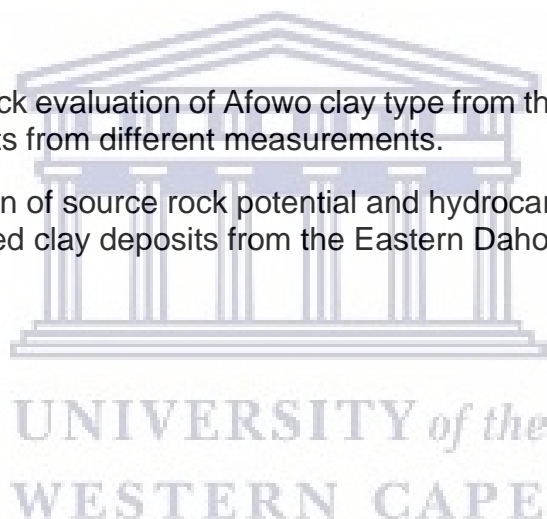 ck evaluation of Afowo clay type from th
ts from different measurements.
n of source rock potential and hydrocar
ed clay deposits from the Eastern Daho
UNIVERSITY of the
WESTERN CAPE